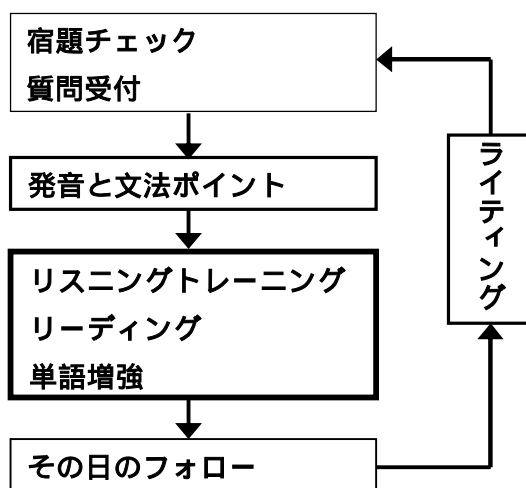 宿題チェック
質問受付
発音と文法ポイント
リスニングトレーニング
リーディング
単語増強
その日のフォロー
ライティング